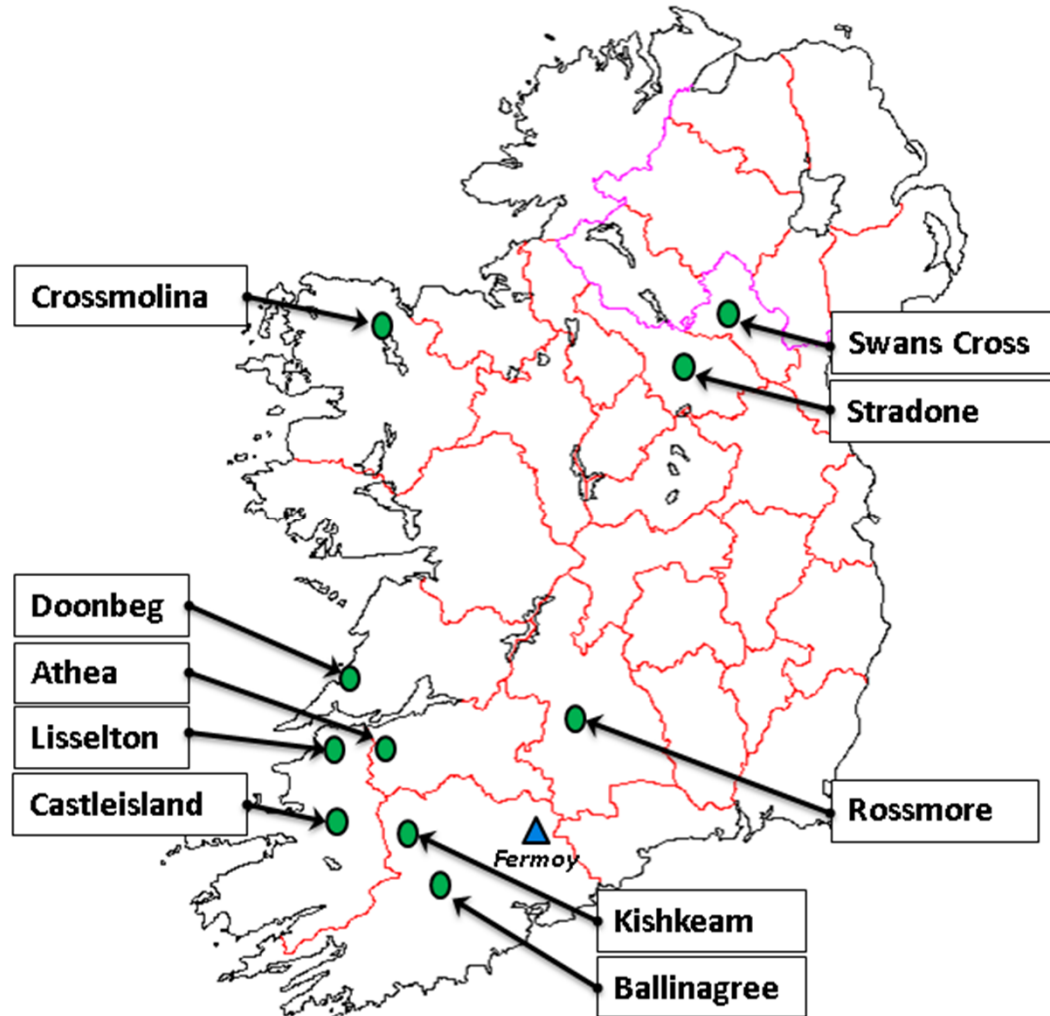 Crossmolina
Swans Cross
Stradone
Doonbeg
Athea
Lisselton
Castleisland
Rossmore
Fermoy
Kishkeam
Ballinagree